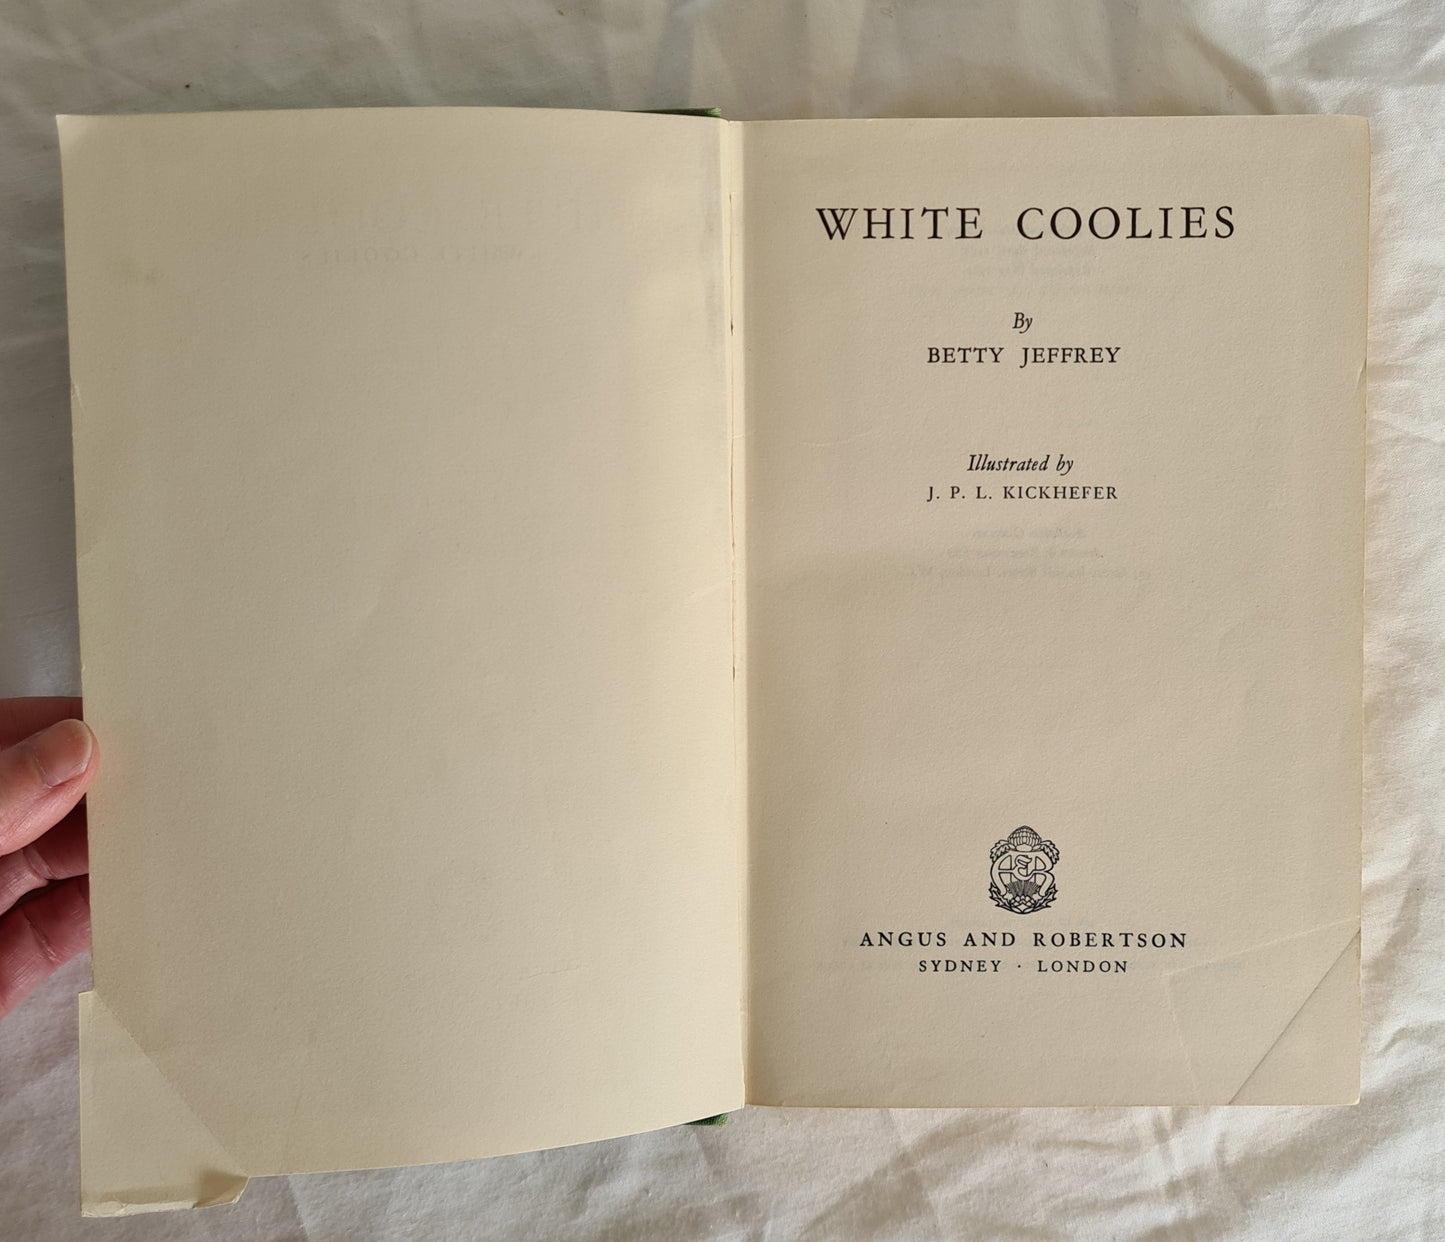 WHITE COOLIES
By
BETTY JEFFREY
Illustrated by
J. P. L. KICKHEFER
ANGUS AND ROBERTSON
SYDNEY · LONDON